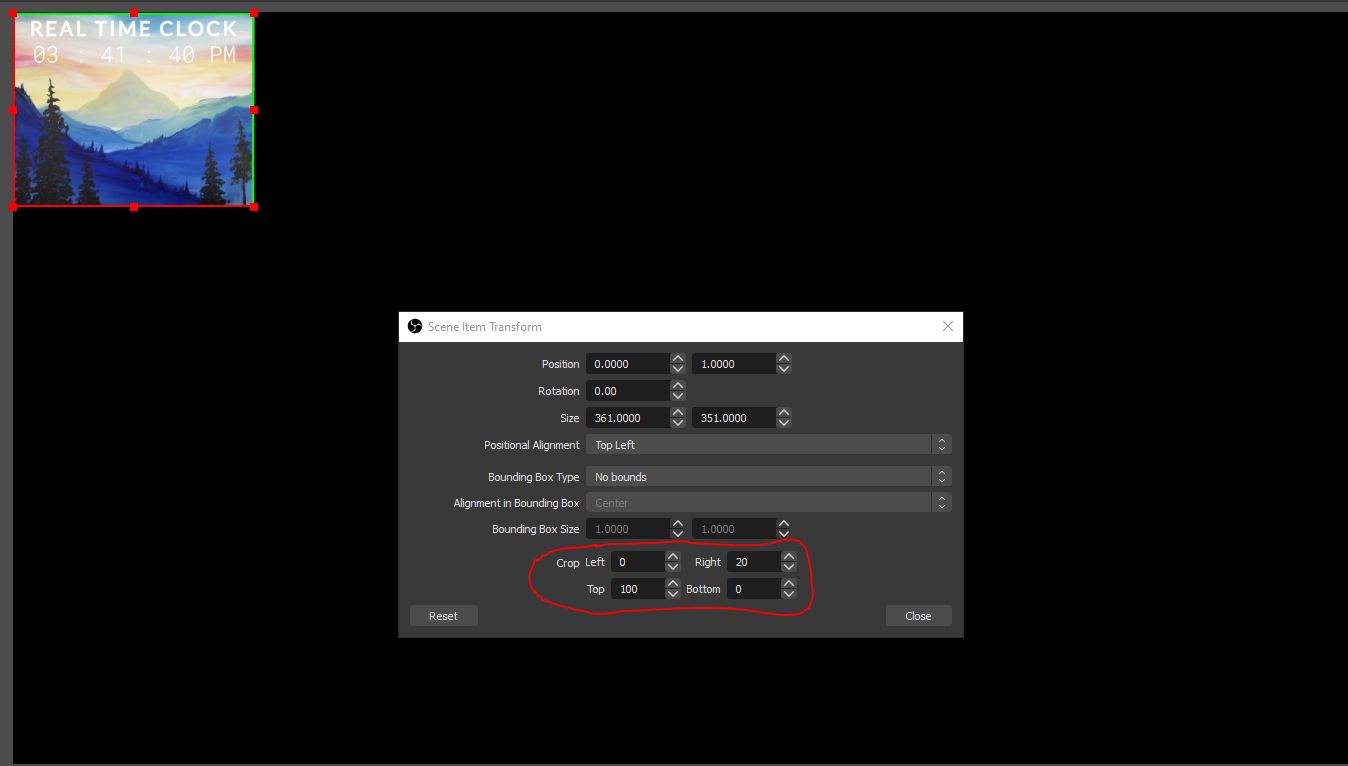 REAL TIME CLOCK
03 : 41 : 40 PM
Scene Item Transform
Position 0.0000 1.0000
Rotation 0.00
Size 361.0000 351.0000
Positional Alignment Top Left
Bounding Box Type No bounds
Alignment in Bounding Box Center
Bounding Box Size 1.0000 1.0000
Crop Left 0 Right 20
Top 100 Bottom 0
Reset Close